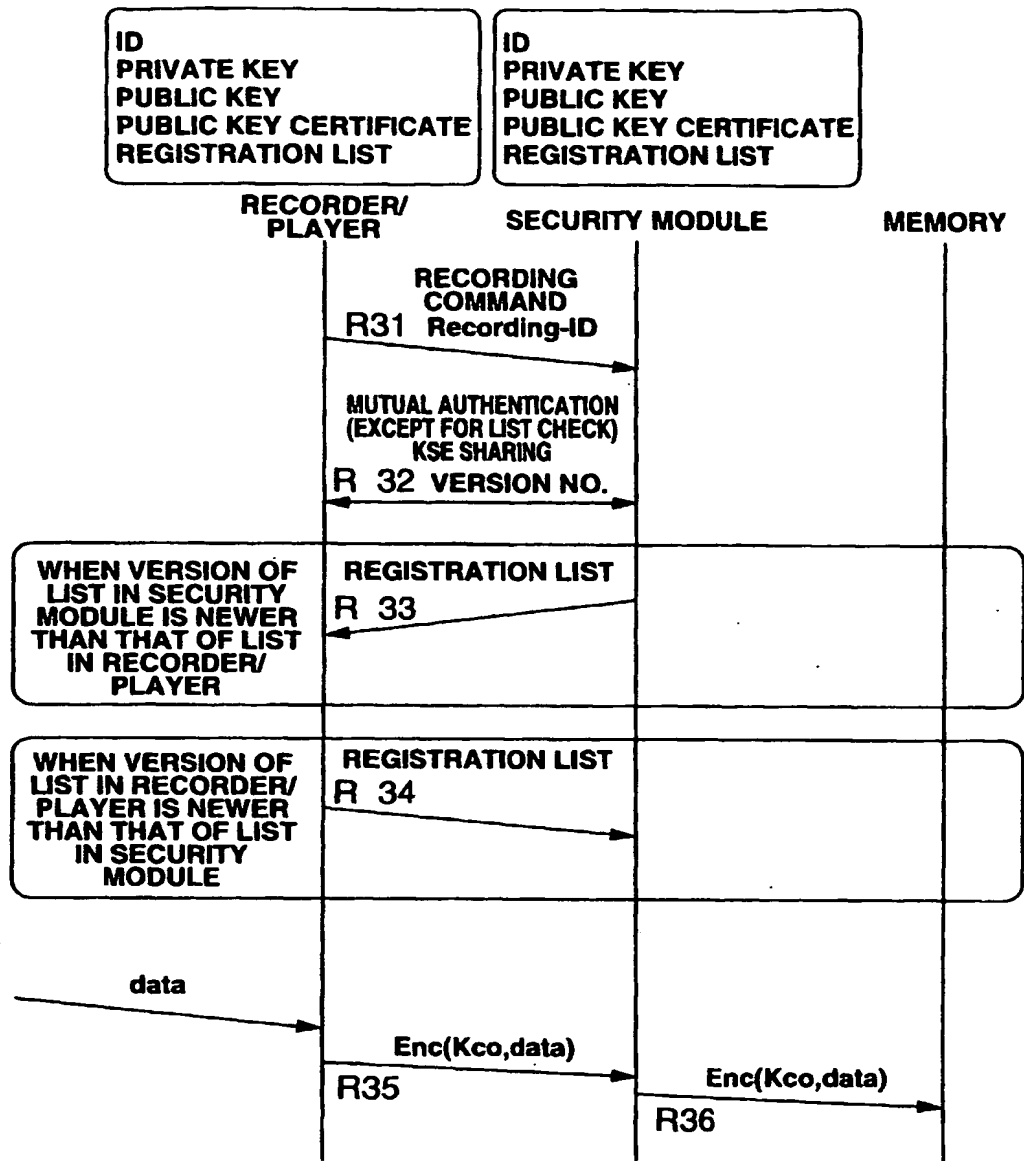 ID
PRIVATE KEY
PUBLIC KEY
PUBLIC KEY CERTIFICATE
REGISTRATION LIST
ID
PRIVATE KEY
PUBLIC KEY
PUBLIC KEY CERTIFICATE
REGISTRATION LIST
RECORDER/
PLAYER
SECURITY MODULE
MEMORY
RECORDING
COMMAND
R31 Recording-ID
MUTUAL AUTHENTICATION
(EXCEPT FOR LIST CHECK)
KSE SHARING
R 32 VERSION NO.
WHEN VERSION OF
LIST IN SECURITY
MODULE IS NEWER
THAN THAT OF LIST
IN RECORDER/
PLAYER
REGISTRATION LIST
R 33
WHEN VERSION OF
LIST IN RECORDER/
PLAYER IS NEWER
THAN THAT OF LIST
IN SECURITY
MODULE
REGISTRATION LIST
R 34
data
Enc(Kco,data)
R35
Enc(Kco,data)
R36